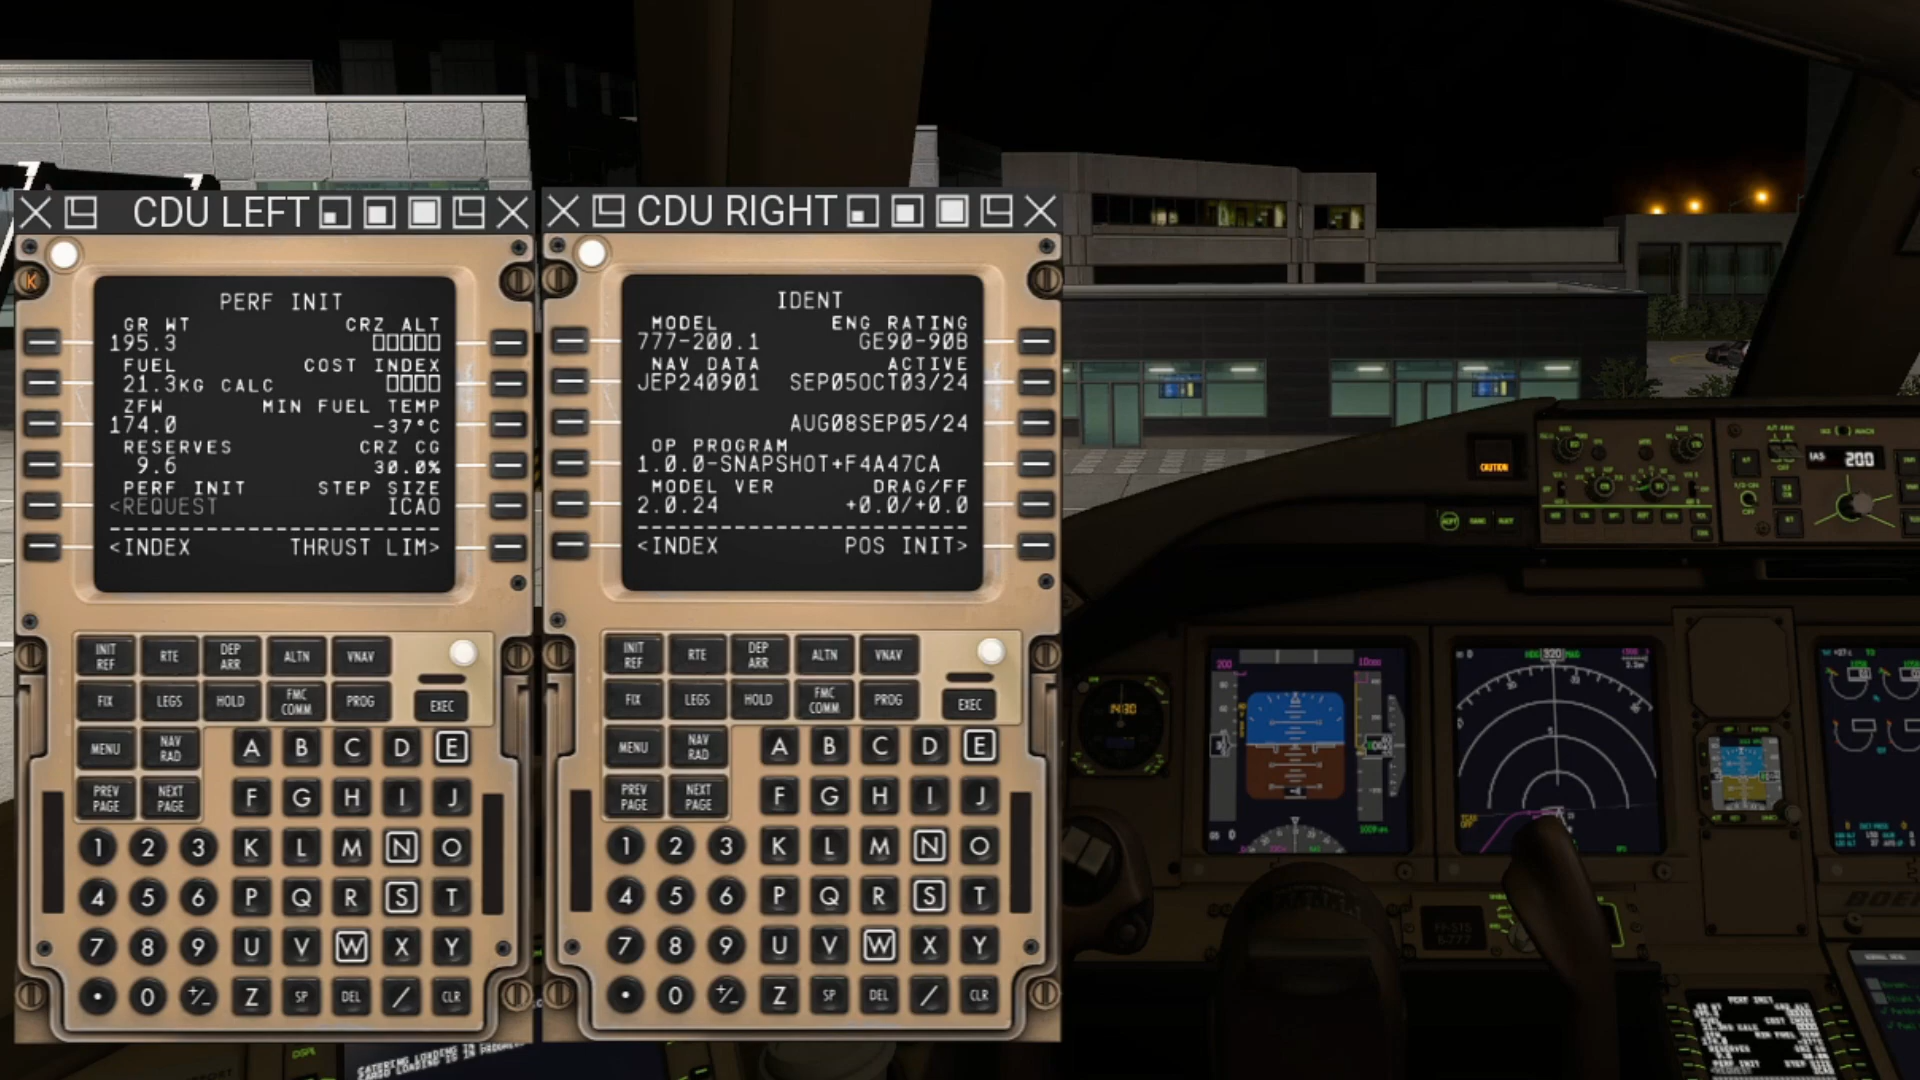 CDU LEFT
PERF INIT
GR WT CRZ ALT
195.3 □□□□□
FUEL COST INDEX
21.3KG CALC □□□□
ZFW MIN FUEL TEMP
174.0 -37°C
RESERVES CRZ CG
9.6 30.0%
PERF INIT STEP SIZE
<REQUEST ICAO
<INDEX THRUST LIM>
INIT REF RTE DEP ARR ALTN VNAV
FIX LEGS HOLD FMC COMM PROG EXEC
MENU NAV RAD A B C D E
PREV PAGE NEXT PAGE F G H I J
1 2 3 K L M N O
4 5 6 P Q R S T
7 8 9 U V W X Y
. 0 +/- Z SP DEL / CLR
CDU RIGHT
IDENT
MODEL ENG RATING
777-200.1 GE90-90B
NAV DATA ACTIVE
JEP240901 SEP05OCT03/24
AUG08SEP05/24
OP PROGRAM
1.0.0-SNAPSHOT+F4A47CA
MODEL VER DRAG/FF
2.0.24 +0.0/+0.0
<INDEX POS INIT>
INIT REF RTE DEP ARR ALTN VNAV
FIX LEGS HOLD FMC COMM PROG EXEC
MENU NAV RAD A B C D E
PREV PAGE NEXT PAGE F G H I J
1 2 3 K L M N O
4 5 6 P Q R S T
7 8 9 U V W X Y
. 0 +/- Z SP DEL / CLR
CAUTION
IAS 200
200
320
PERF INIT